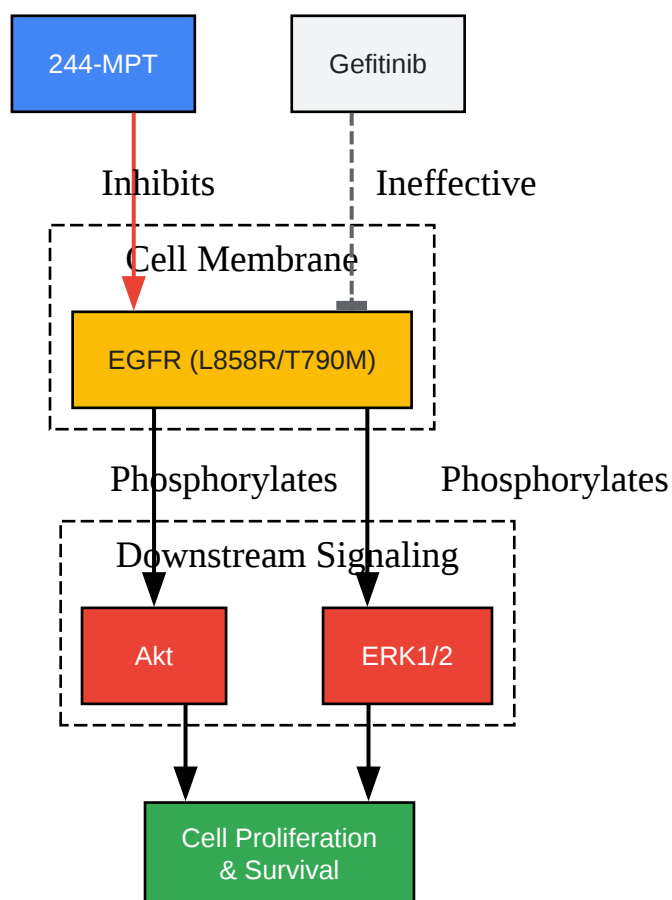 244-MPT
Gefitinib
Inhibits
Ineffective
Cell Membrane
EGFR (L858R/T790M)
Phosphorylates
Phosphorylates
Downstream Signaling
Akt
ERK1/2
Cell Proliferation
& Survival